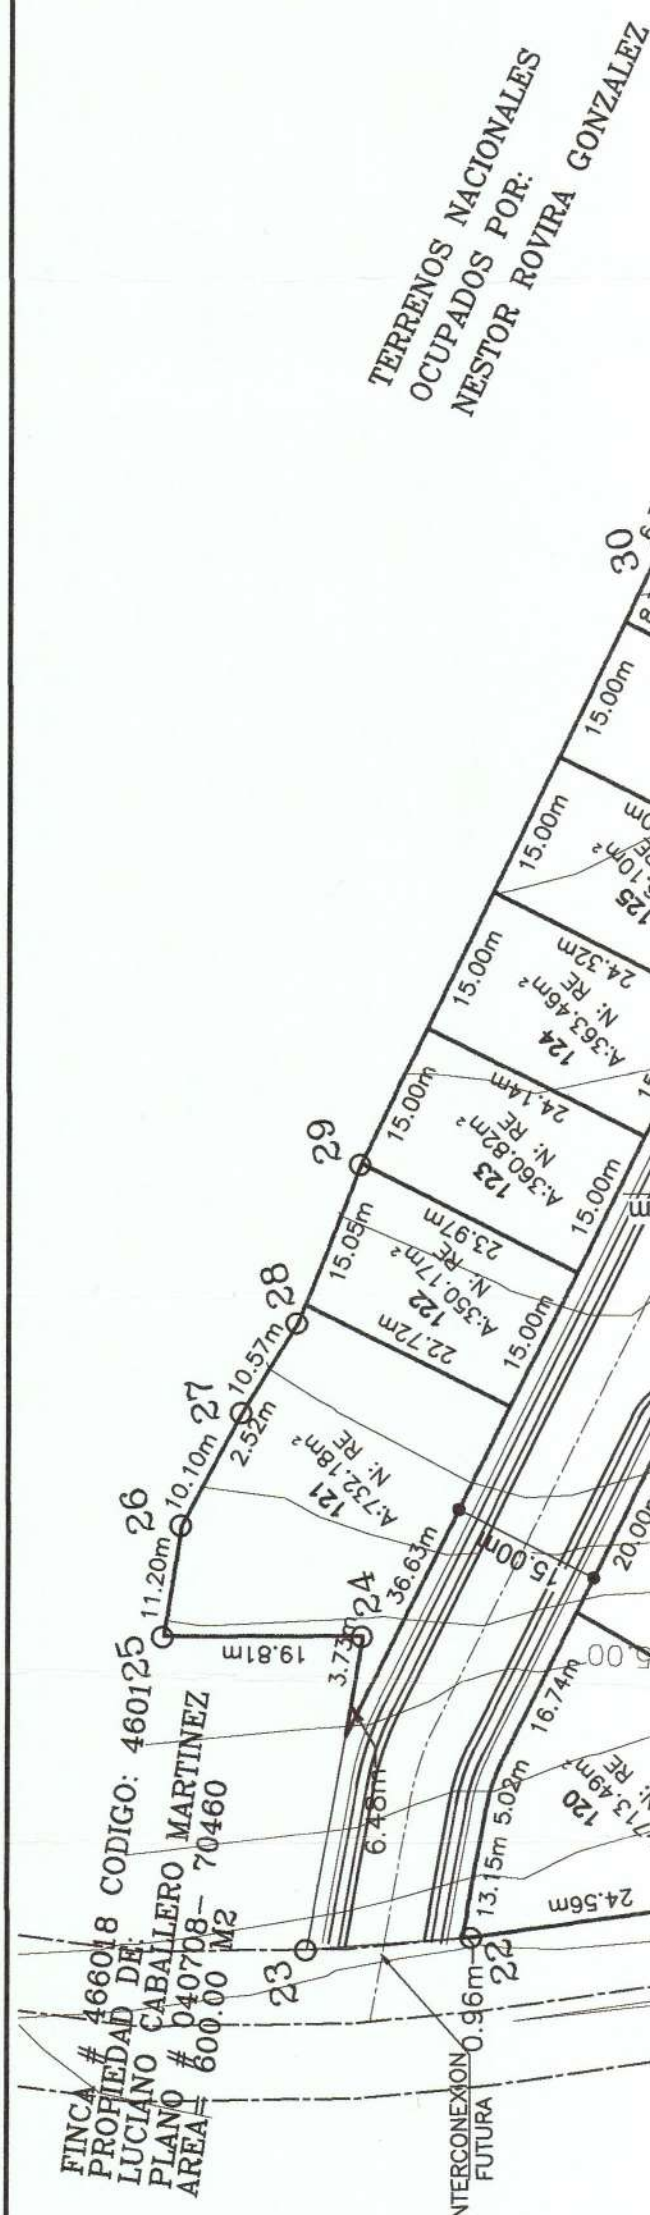 TERRENOS NACIONALES
OCUPADOS POR:
NESTOR ROVIRA GONZALEZ
30
15.00m
15.00m
125
24.32m
15.00m
124
A:363.46m²
N: RE
24.14m
15.00m
123
A:360.82m²
N: RE
15.00m
29
23.97m
15.05m
122
A:350.17m²
N: RE
15.00m
28
22.72m
10.57m
27
2.52m
10.10m
26
121
A:732.18m²
N: RE
11.20m
25
19.81m
24
3.73m
36.63m
15.00m
20.00m
16.74m
5.02m
13.15m
120
713.49m²
N: RE
24.56m
6.48m
23
22
0.96m
FINCA # 466018 CODIGO: 4601
PROPIEDAD DE:
LUCIANO CABALLERO MARTINEZ
PLANO # 040708- 70460
AREA= 600.00 M2
INTERCONEXION
FUTURA